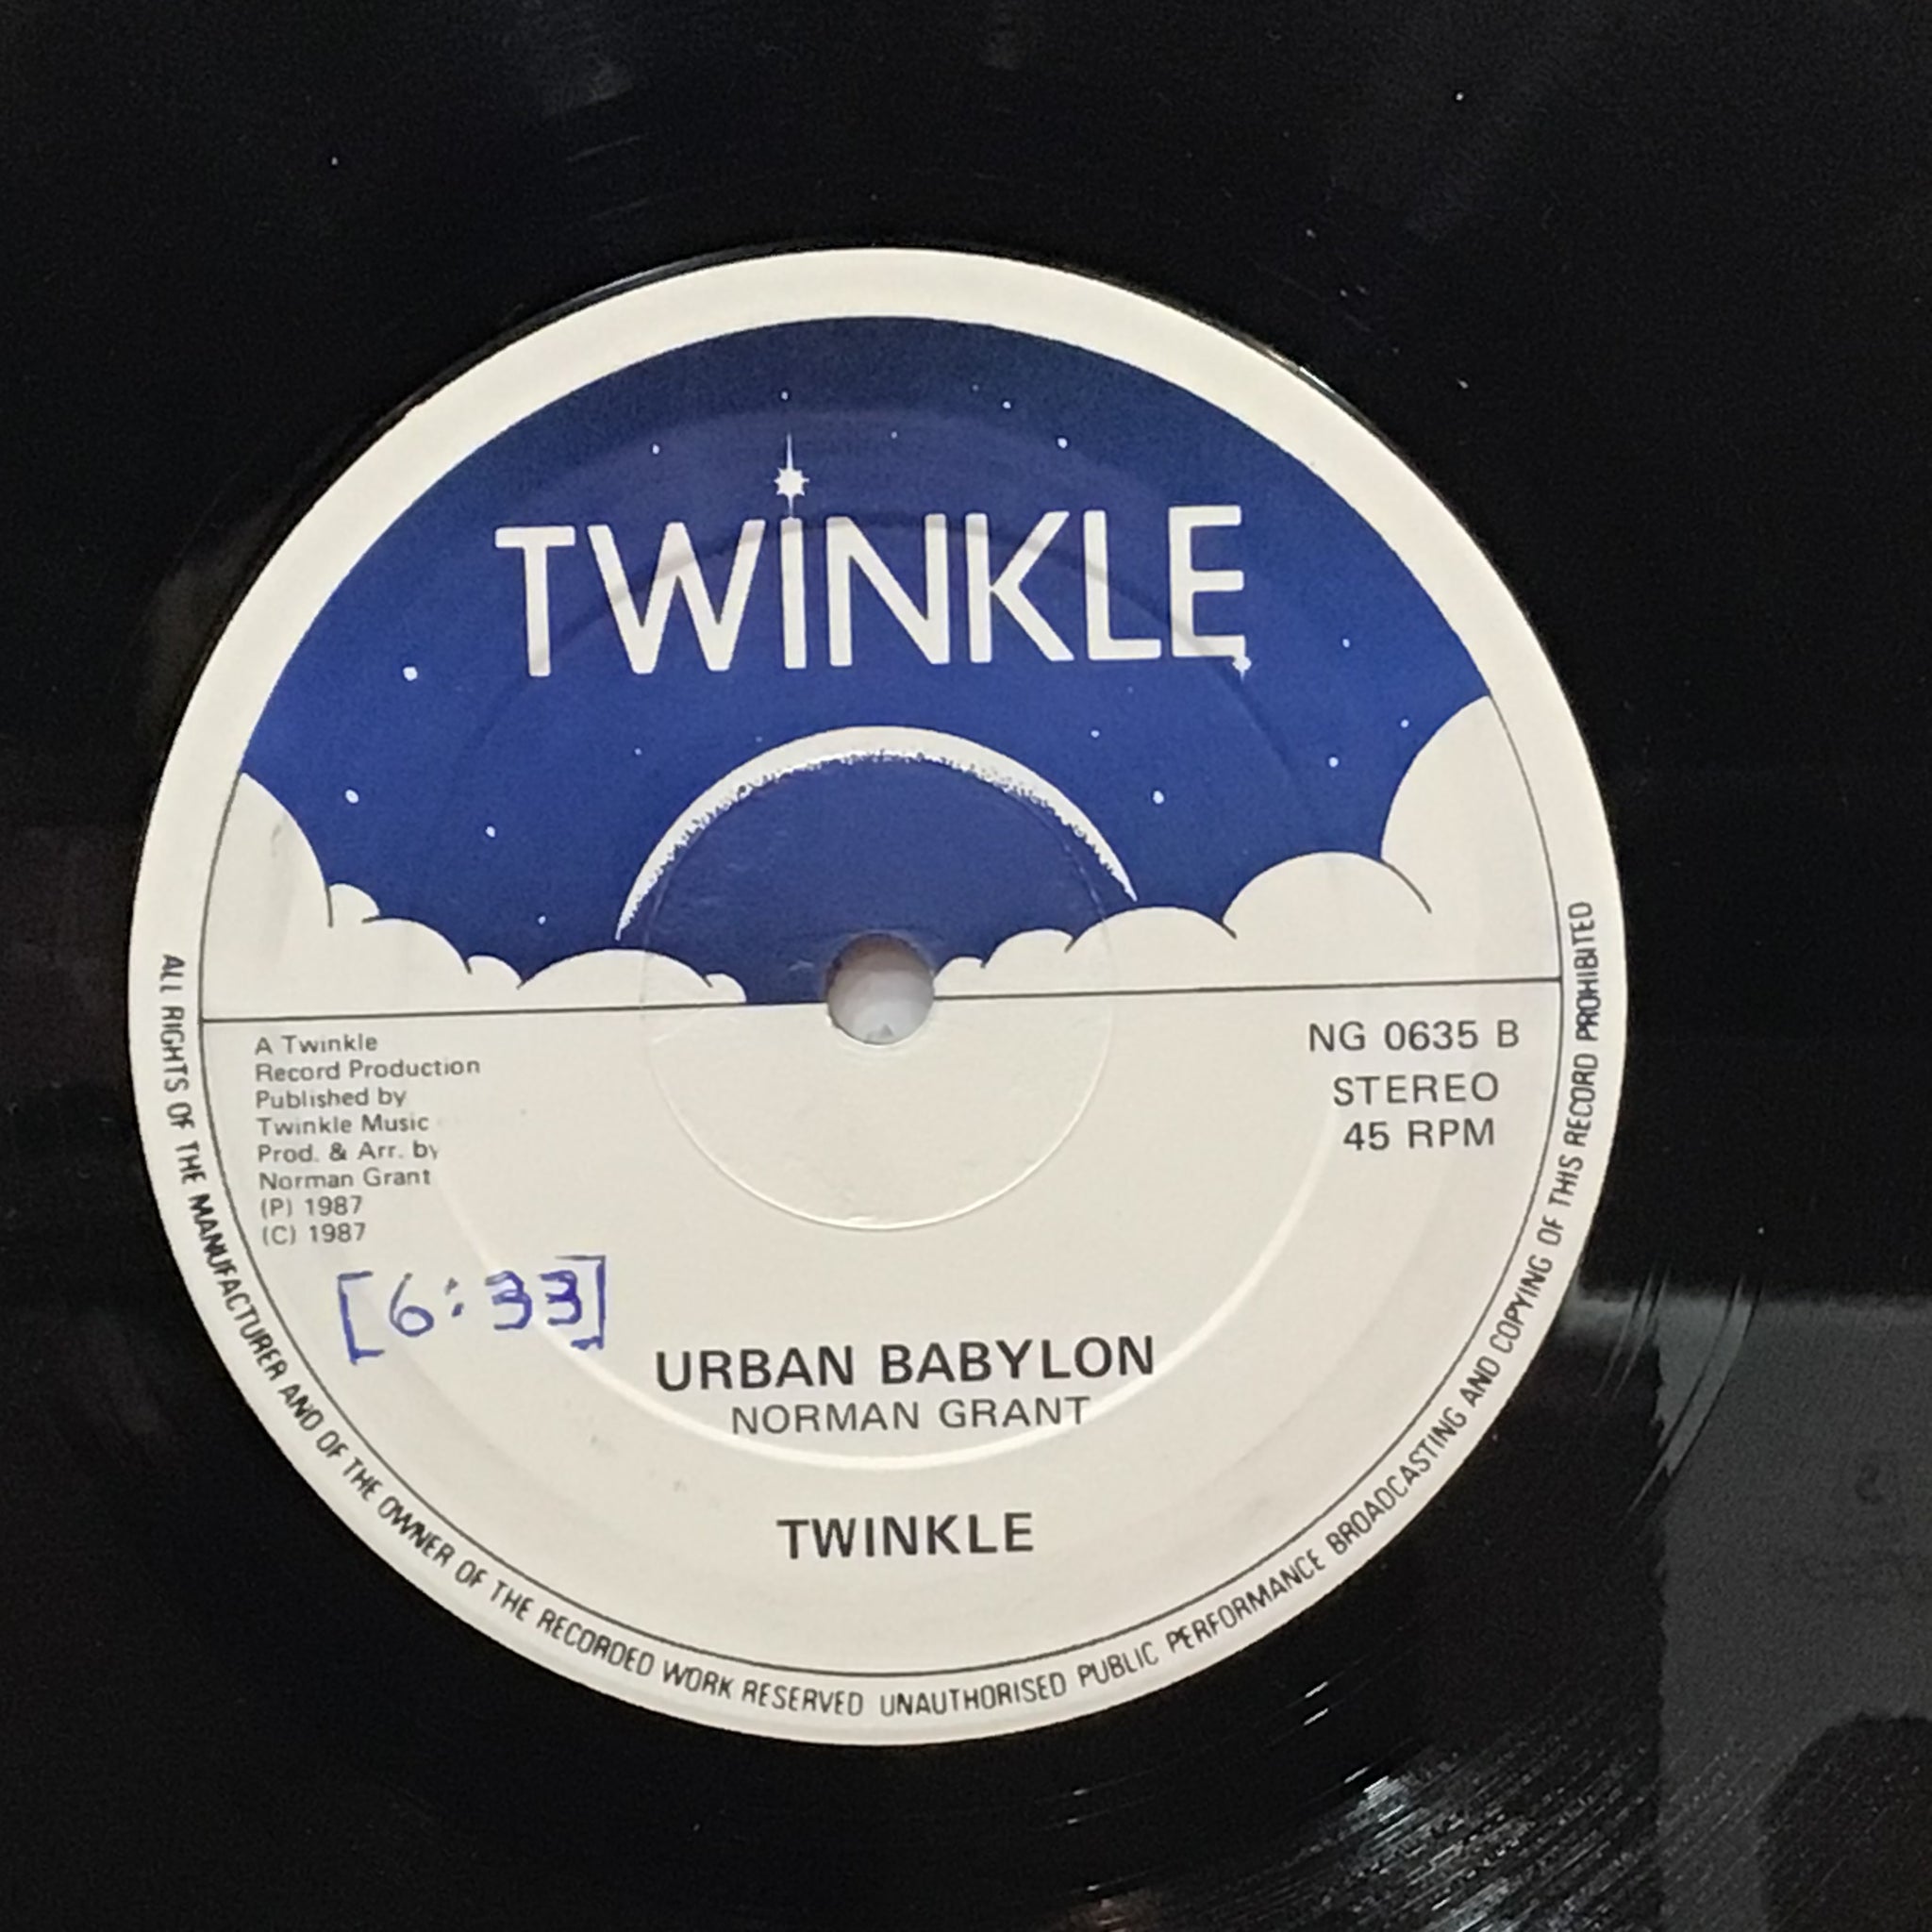 TWINKLE
A Twinkle
Record Production
Published by
Twinkle Music
Prod. & Arr. by
Norman Grant
(P) 1987
(C) 1987
NG 0635 B
STEREO
45 RPM
[6:33]
URBAN BABYLON
NORMAN GRANT
TWINKLE
ALL RIGHTS OF THE MANUFACTURER AND OF THE OWNER OF THE RECORDED WORK RESERVED UNAUTHORISED PUBLIC PERFORMANCE BROADCASTING AND COPYING OF THIS RECORD PROHIBITED